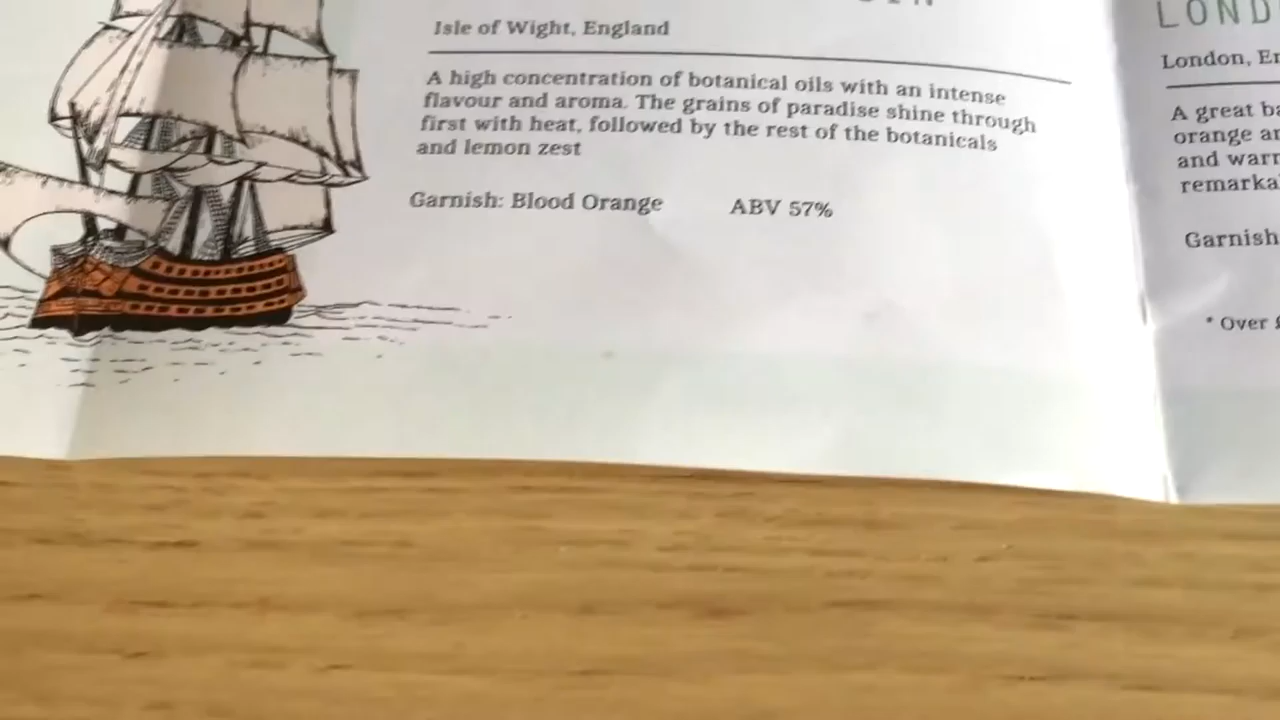 Isle of Wight, England
A high concentration of botanical oils with an intense
flavour and aroma. The grains of paradise shine through
first with heat, followed by the rest of the botanicals
and lemon zest
Garnish: Blood Orange ABV 57%
LOND
London, En
A great ba
orange an
and warm
remarka
Garnish
* Over £